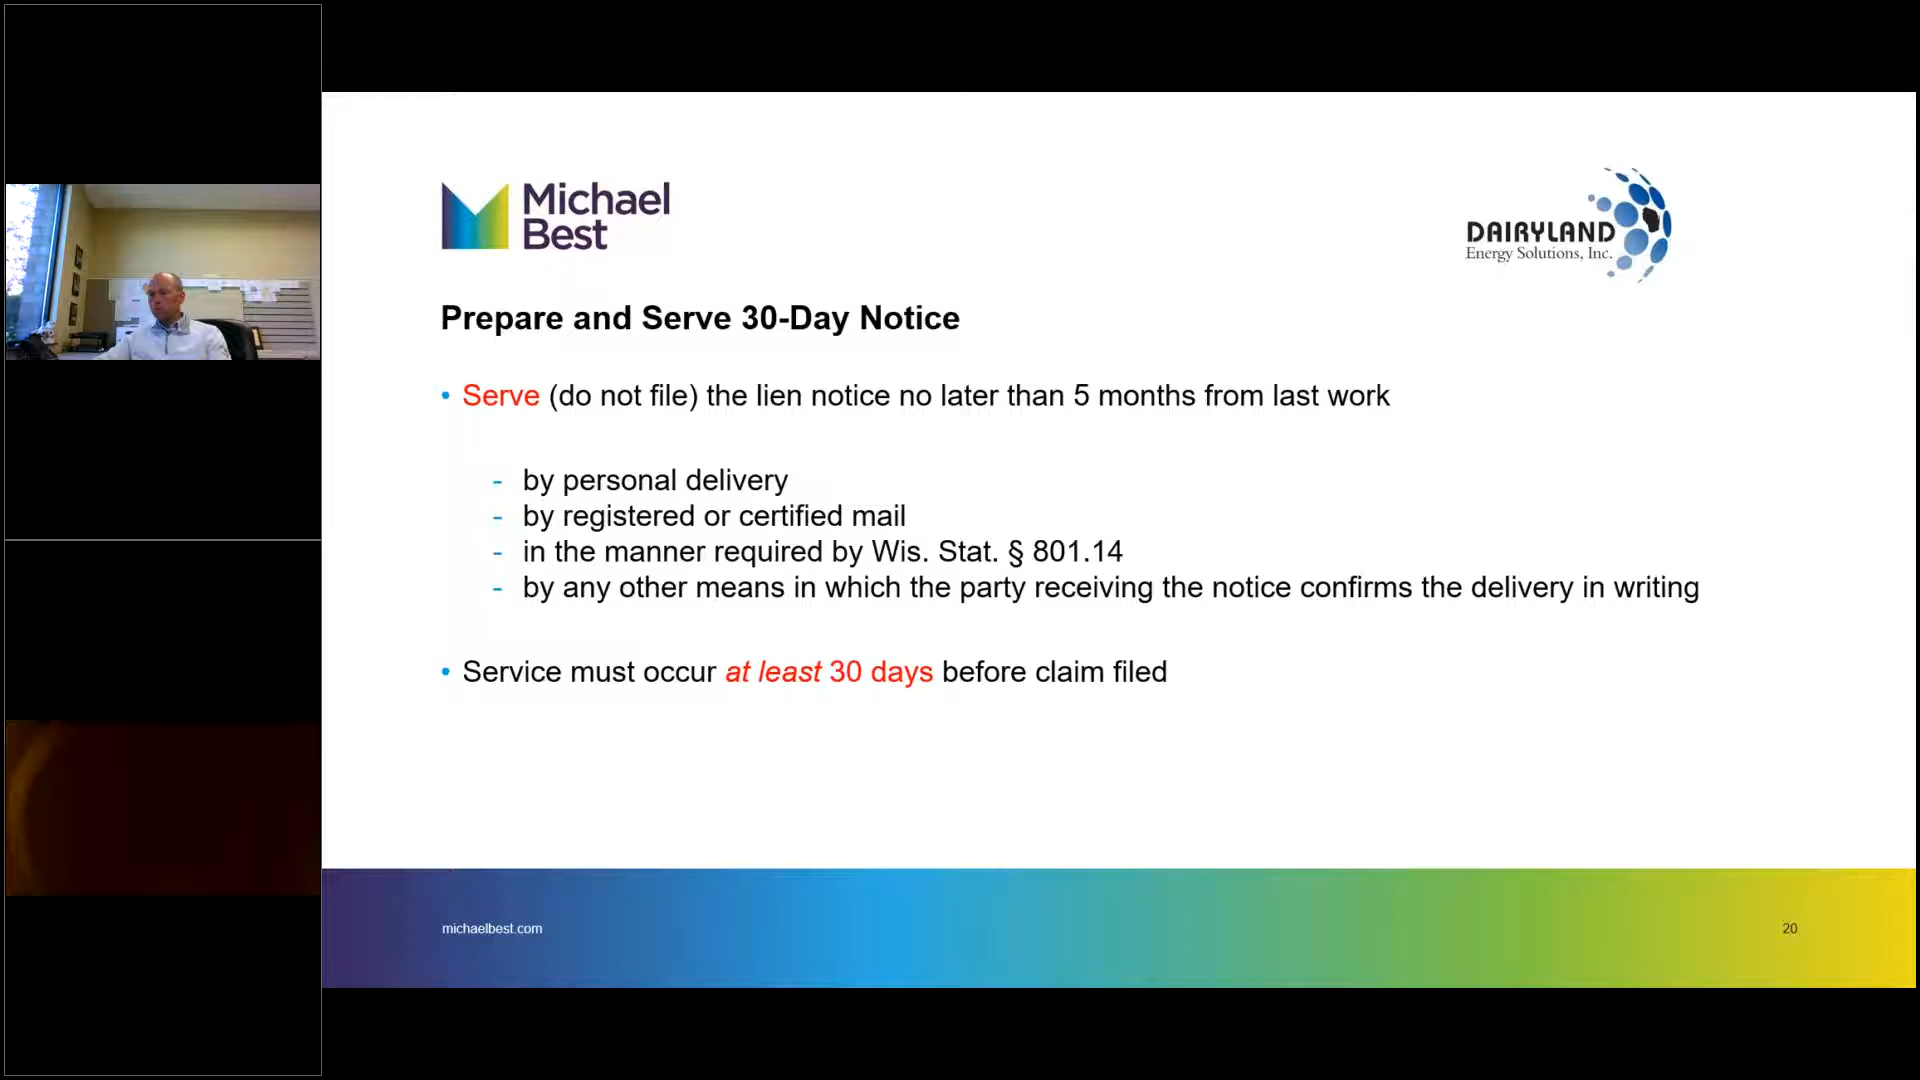 Michael
Best
DAIRYLAND
Energy Solutions, Inc.
Prepare and Serve 30-Day Notice
• Serve (do not file) the lien notice no later than 5 months from last work
- by personal delivery
- by registered or certified mail
- in the manner required by Wis. Stat. § 801.14
- by any other means in which the party receiving the notice confirms the delivery in writing
• Service must occur at least 30 days before claim filed
michaelbest.com
20